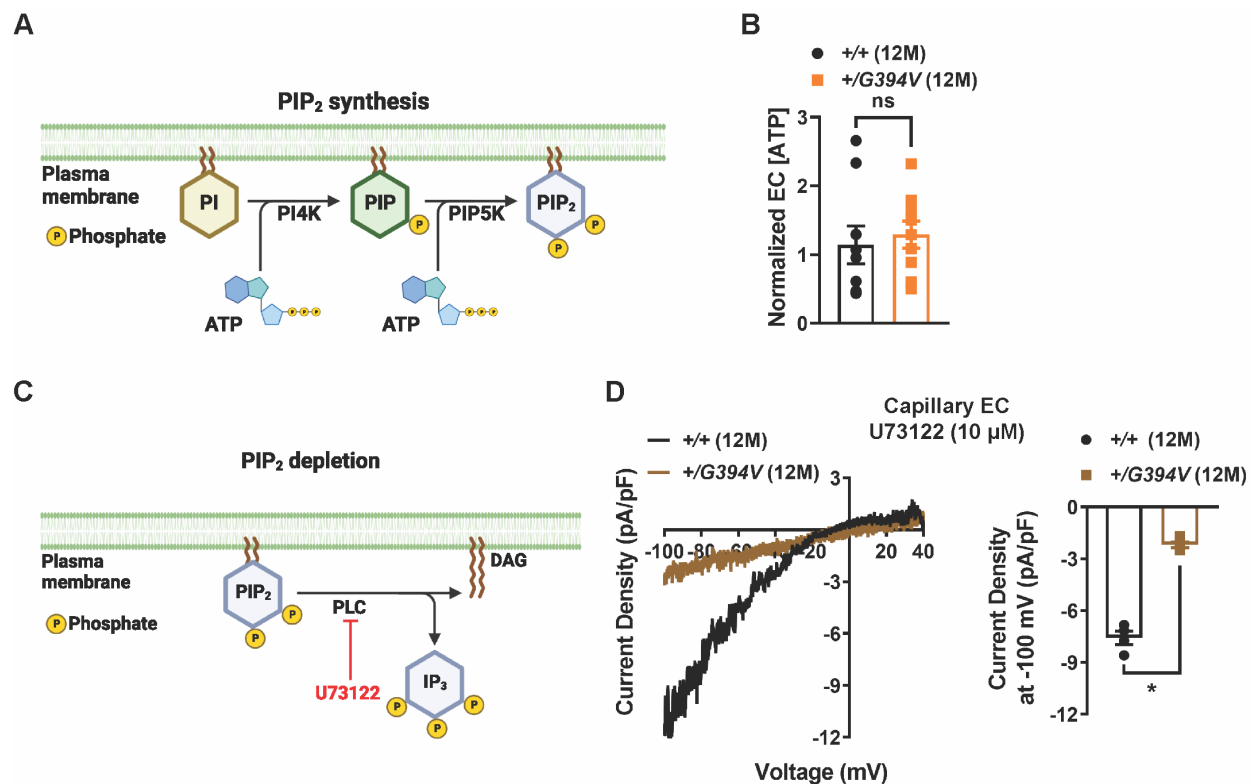 A
PIP₂ synthesis
Plasma
membrane
P Phosphate
PI
PI4K
PIP
P
PIP5K
PIP₂
P
P
ATP
P P P
ATP
P P P
B
+/+ (12M)
+/G394V (12M)
ns
Normalized EC [ATP]
3
2
1
0
C
PIP₂ depletion
Plasma
membrane
P Phosphate
PIP₂
P
P
PLC
DAG
U73122
IP₃
P
P
P
D
Capillary EC
U73122 (10 µM)
+/+ (12M)
+/G394V (12M)
Current Density (pA/pF)
3
-100 -80 -60 -40 -20 20 40
-3
-6
-9
-12
Voltage (mV)
+/+ (12M)
+/G394V (12M)
Current Density
at -100 mV (pA/pF)
0
-3
-6
-9
-12
*